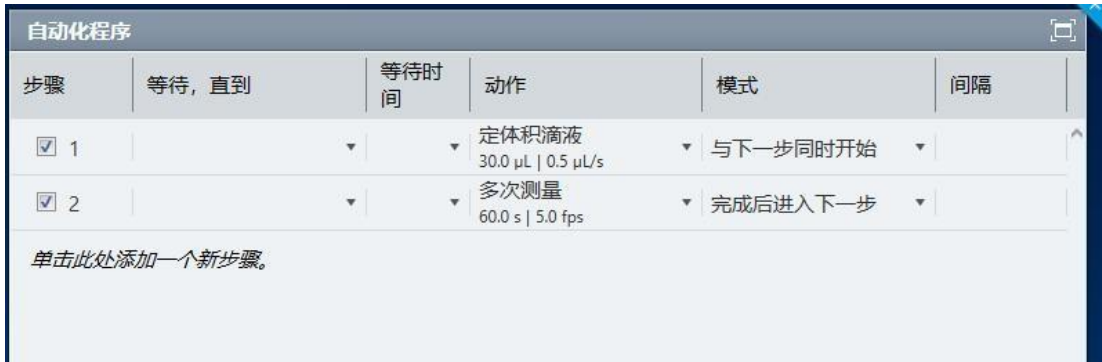 自动化程序
步骤 等待，直到 等待时间 动作 模式 间隔
1 定体积滴液 与下一步同时开始
30.0 µL | 0.5 µL/s
2 多次测量 完成后进入下一步
60.0 s | 5.0 fps
单击此处添加一个新步骤。